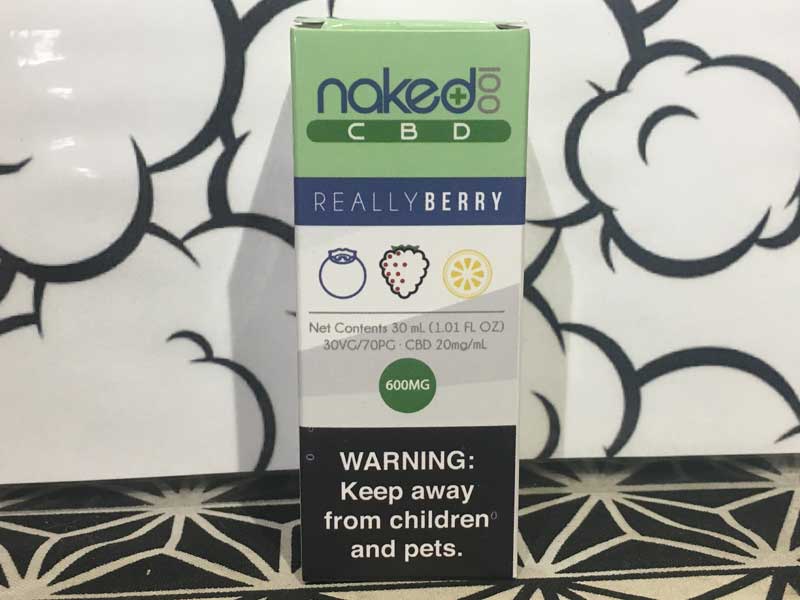 naked 100
CBD
REALLYBERRY
Net Contents 30 mL (1.01 FL OZ)
30VG/70PG · CBD 20mg/mL
600MG
WARNING:
Keep away
from children
and pets.